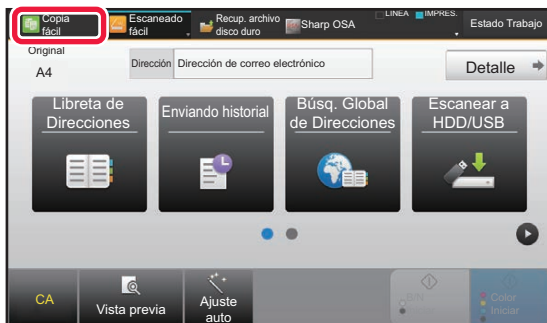 Copia
fácil
Escaneado
fácil
Recup. archivo
disco duro
Sharp OSA
LÍNEA
IMPRES.
Estado Trabajo
Original
A4
Dirección
Dirección de correo electrónico
Detalle
Libreta de
Direcciones
Enviando historial
Búsq. Global
de Direcciones
Escanear a
HDD/USB
CA
Vista previa
Ajuste
auto
B/N
Color
Iniciar